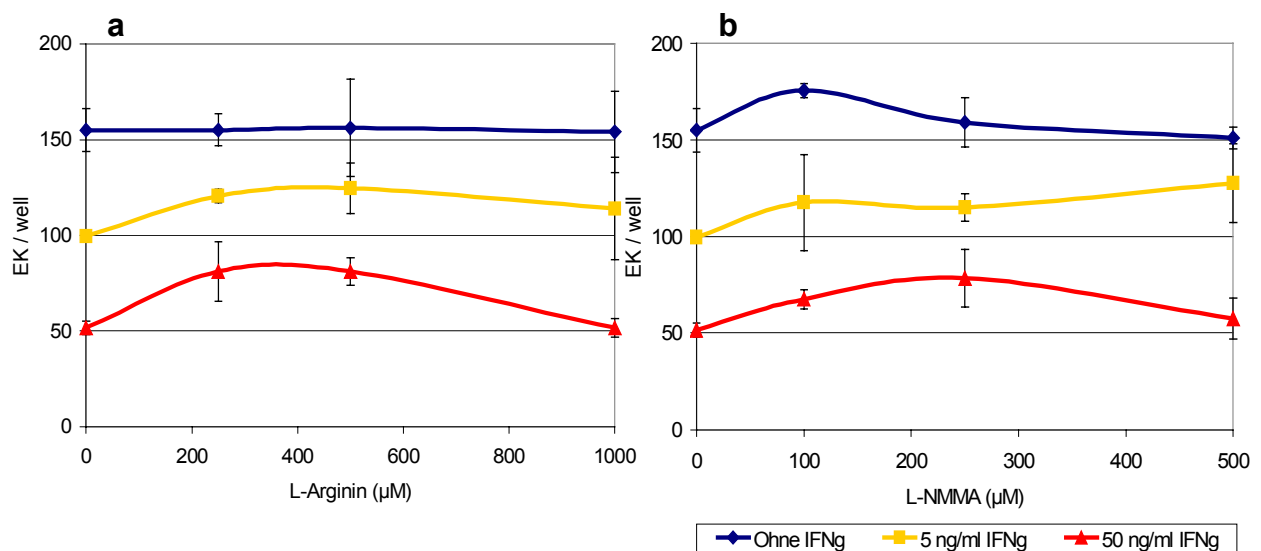 a
200
150
100
50
0
EK / well
0 200 400 600 800 1000
L-Arginin (µM)
b
200
150
100
50
0
EK / well
0 100 200 300 400 500
L-NMMA (µM)
Ohne IFNg 5 ng/ml IFNg 50 ng/ml IFNg